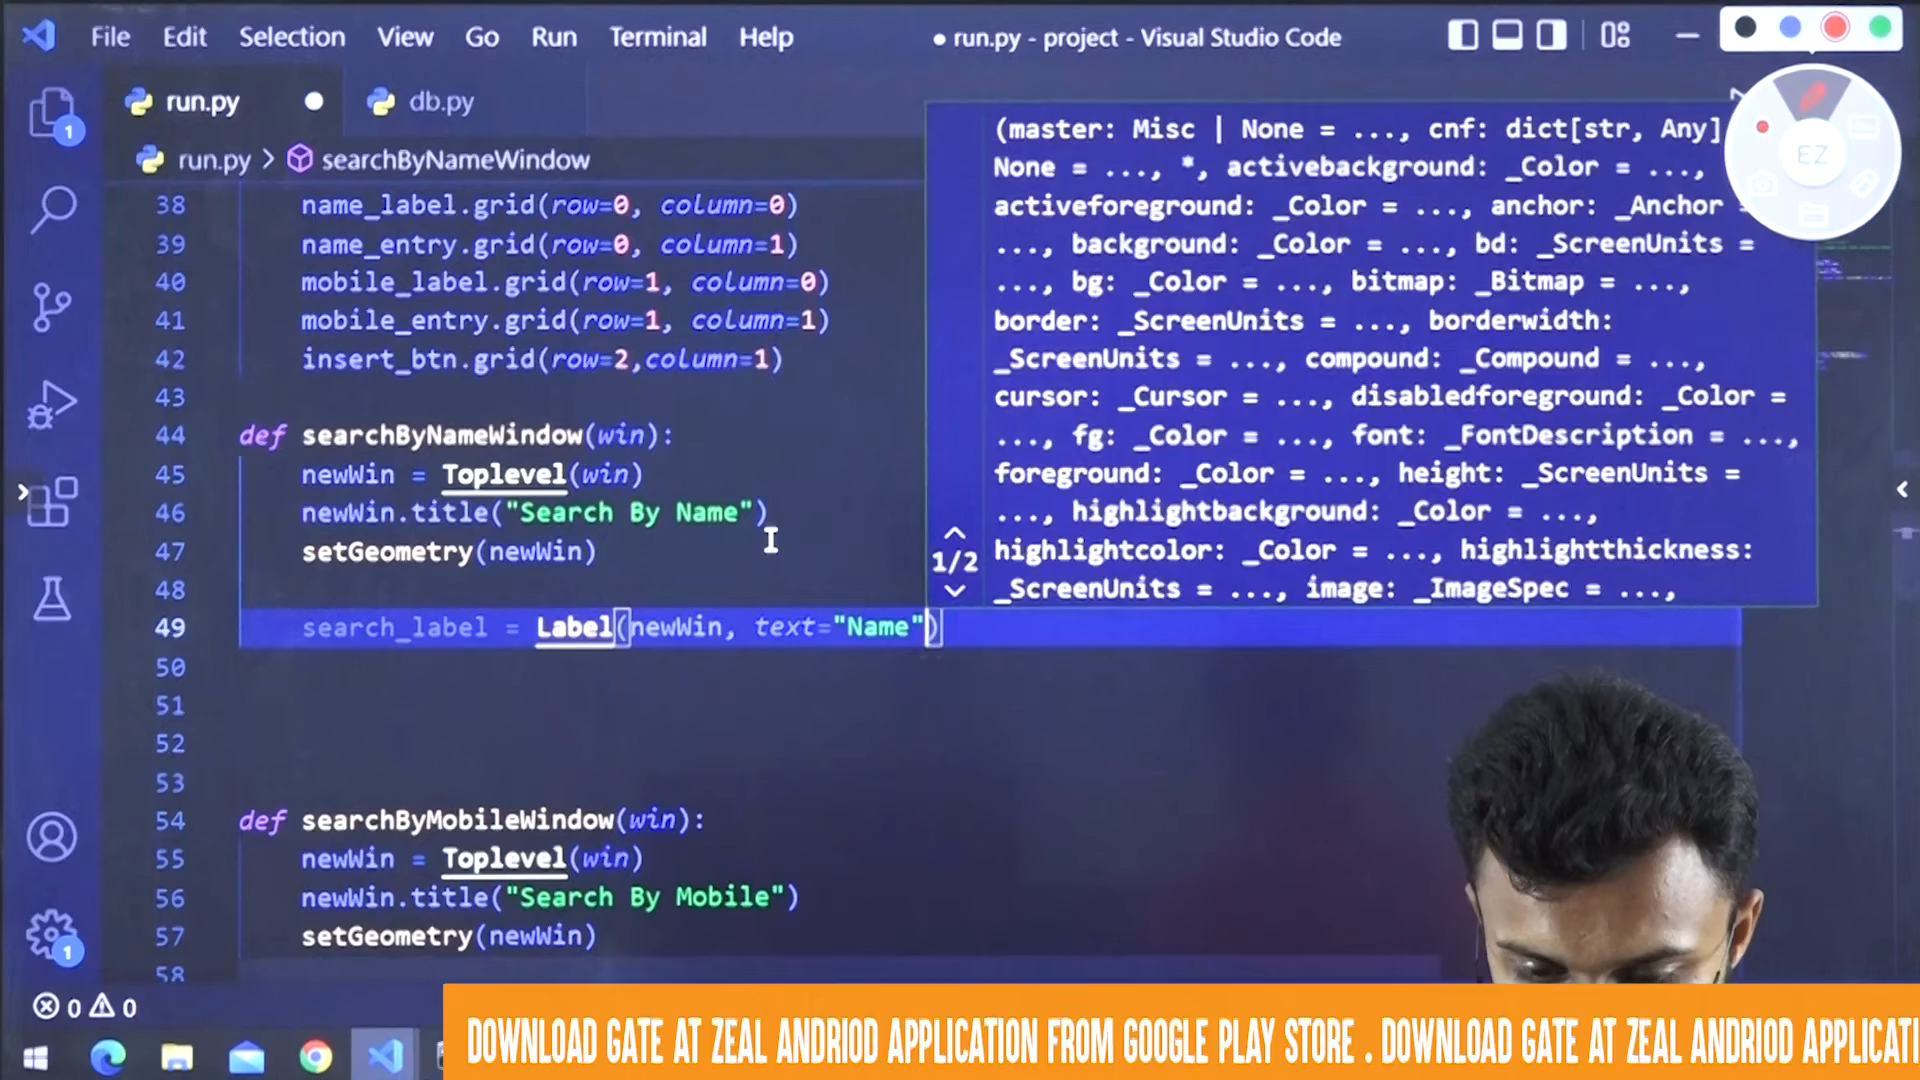 File Edit Selection View Go Run Terminal Help
● run.py - project - Visual Studio Code
1
run.py
db.py
run.py > searchByNameWindow
EZ
38 name_label.grid(row=0, column=0)
39 name_entry.grid(row=0, column=1)
40 mobile_label.grid(row=1, column=0)
41 mobile_entry.grid(row=1, column=1)
42 insert_btn.grid(row=2,column=1)
43
44 def searchByNameWindow(win):
45 newWin = Toplevel(win)
46 newWin.title("Search By Name")
47 setGeometry(newWin)
48
49 search_label = Label(newWin, text="Name")
50
51
52
53
54 def searchByMobileWindow(win):
55 newWin = Toplevel(win)
56 newWin.title("Search By Mobile")
57 setGeometry(newWin)
58
(master: Misc | None = ..., cnf: dict[str, Any]
None = ..., *, activebackground: _Color = ...,
activeforeground: _Color = ..., anchor: _Anchor =
..., background: _Color = ..., bd: _ScreenUnits =
..., bg: _Color = ..., bitmap: _Bitmap = ...,
border: _ScreenUnits = ..., borderwidth:
_ScreenUnits = ..., compound: _Compound = ...,
cursor: _Cursor = ..., disabledforeground: _Color =
..., fg: _Color = ..., font: _FontDescription = ...,
foreground: _Color = ..., height: _ScreenUnits =
..., highlightbackground: _Color = ...,
highlightcolor: _Color = ..., highlightthickness:
_ScreenUnits = ..., image: _ImageSpec = ...,
1/2
1
0 0
DOWNLOAD GATE AT ZEAL ANDRIOD APPLICATION FROM GOOGLE PLAY STORE . DOWNLOAD GATE AT ZEAL ANDRIOD APPLICATI